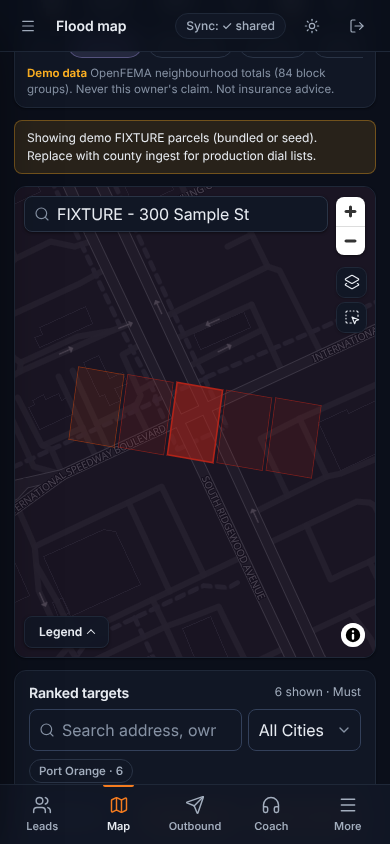 Flood map
Sync: ✓ shared
Demo data OpenFEMA neighbourhood totals (84 block
groups). Never this owner's claim. Not insurance advice.
Showing demo FIXTURE parcels (bundled or seed).
Replace with county ingest for production dial lists.
FIXTURE - 300 Sample St
+
−
INTERNATIONAL
ERNATIONAL SPEEDWAY BOULEVARD
SOUTH RIDGEWOOD AVENUE
Legend
Ranked targets
6 shown · Must
Search address, owr
All Cities
Port Orange · 6
Leads
Map
Outbound
Coach
More